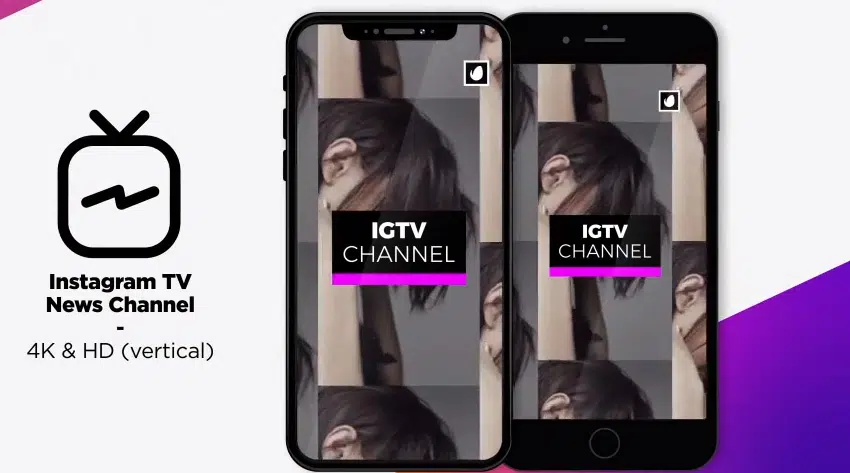 Instagram TV
News Channel
-
4K & HD (vertical)
IGTV
CHANNEL
IGTV
CHANNEL